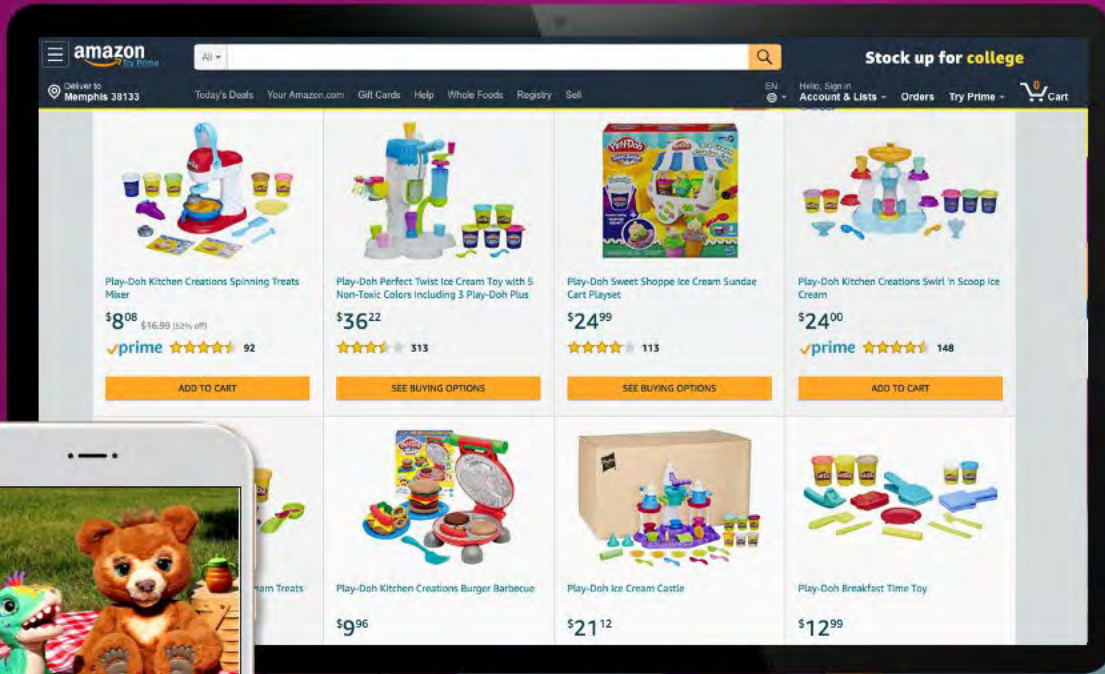 amazon
Try Prime
All
Stock up for college
Deliver to
Memphis 38133
Today's Deals Your Amazon.com Gift Cards Help Whole Foods Registry Sell
EN
Hello, Sign in
Account & Lists Orders Try Prime
0
Cart
Play-Doh
Play-Doh Kitchen Creations Spinning Treats
Mixer
$8.08 $16.99 (52% off)
prime 92
ADD TO CART
Play-Doh Perfect Twist Ice Cream Toy with 5
Non-Toxic Colors Including 3 Play-Doh Plus
$36.22
313
SEE BUYING OPTIONS
Play-Doh Sweet Shoppe Ice Cream Sundae
Cart Playset
$24.99
113
SEE BUYING OPTIONS
Play-Doh Kitchen Creations Swirl 'n Scoop Ice
Cream
$24.00
prime 148
ADD TO CART
am Treats
Play-Doh Kitchen Creations Burger Barbecue
$9.96
Play-Doh Ice Cream Castle
$21.12
Play-Doh Breakfast Time Toy
$12.99